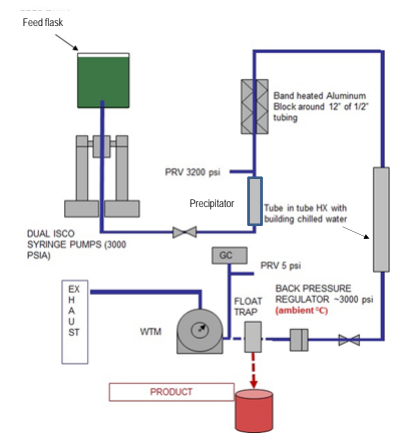 Feed flask
Band heated Aluminum
Block around 12" of 1/2"
tubing
PRV 3200 psi
Precipitator
Tube in tube HX with
building chilled water
DUAL ISCO
SYRINGE PUMPS (3000
PSIA)
GC
PRV 5 psi
EX
H
A
U
ST
BACK PRESSURE
REGULATOR ~3000 psi
(ambient °C)
FLOAT
TRAP
WTM
PRODUCT